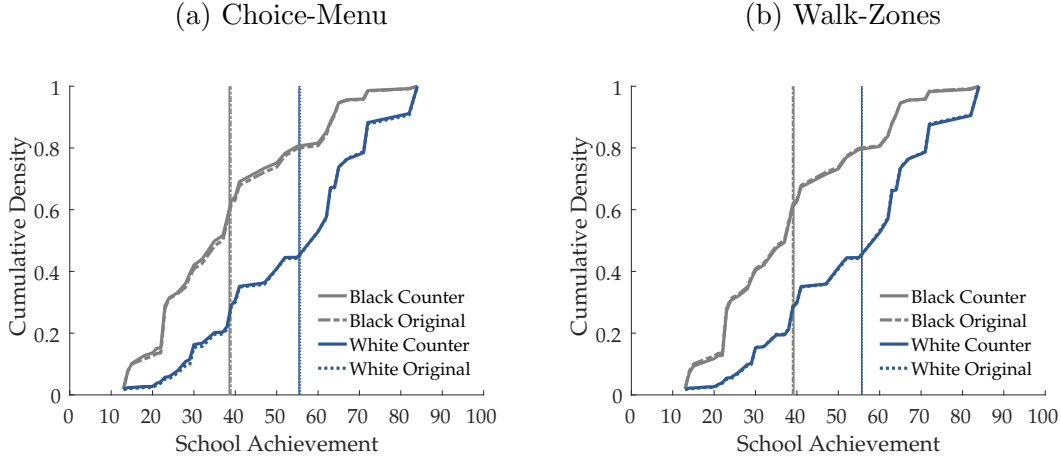 (a) Choice-Menu
1
0.8
0.6
0.4
0.2
0
Cumulative Density
Black Counter
Black Original
White Counter
White Original
0 10 20 30 40 50 60 70 80 90 100
School Achievement
(b) Walk-Zones
1
0.8
0.6
0.4
0.2
0
Cumulative Density
Black Counter
Black Original
White Counter
White Original
0 10 20 30 40 50 60 70 80 90 100
School Achievement